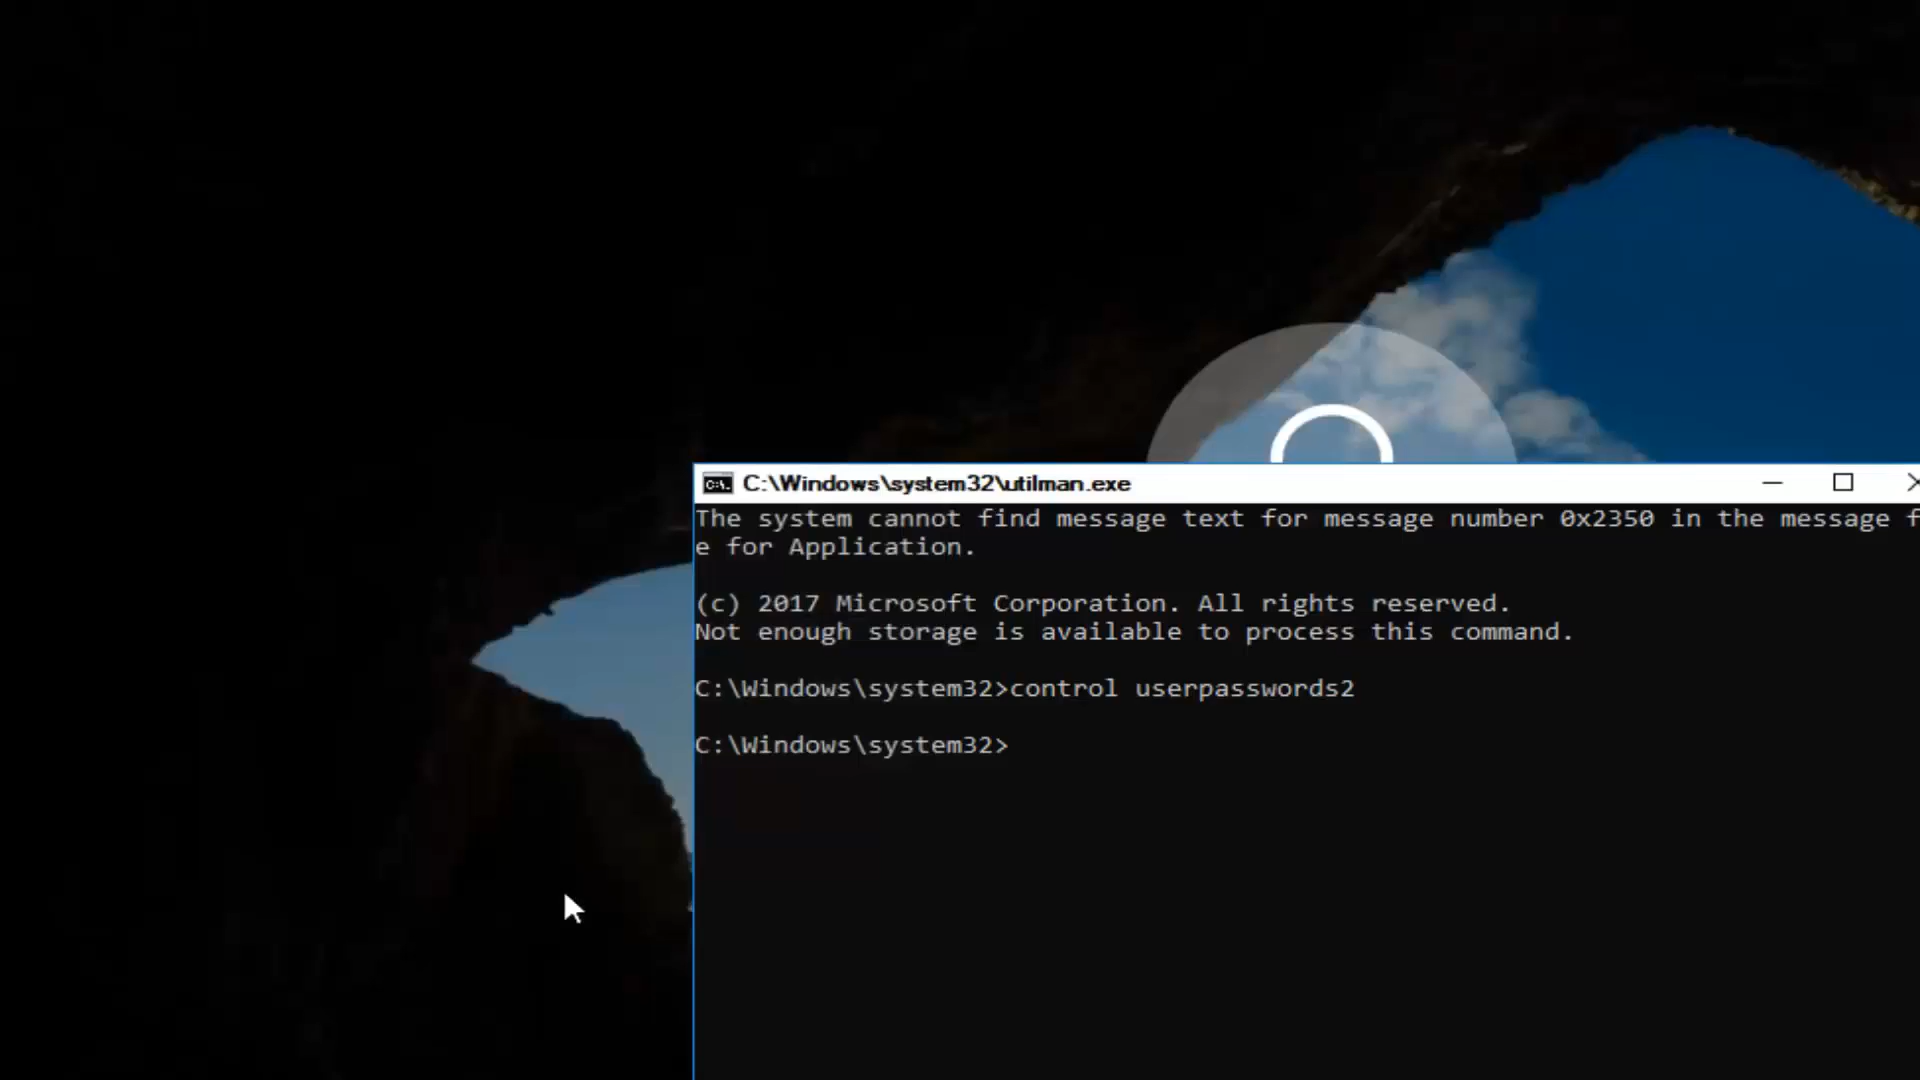 C:\Windows\system32\utilman.exe
The system cannot find message text for message number 0x2350 in the message
e for Application.
(c) 2017 Microsoft Corporation. All rights reserved.
Not enough storage is available to process this command.
C:\Windows\system32>control userpasswords2
C:\Windows\system32>